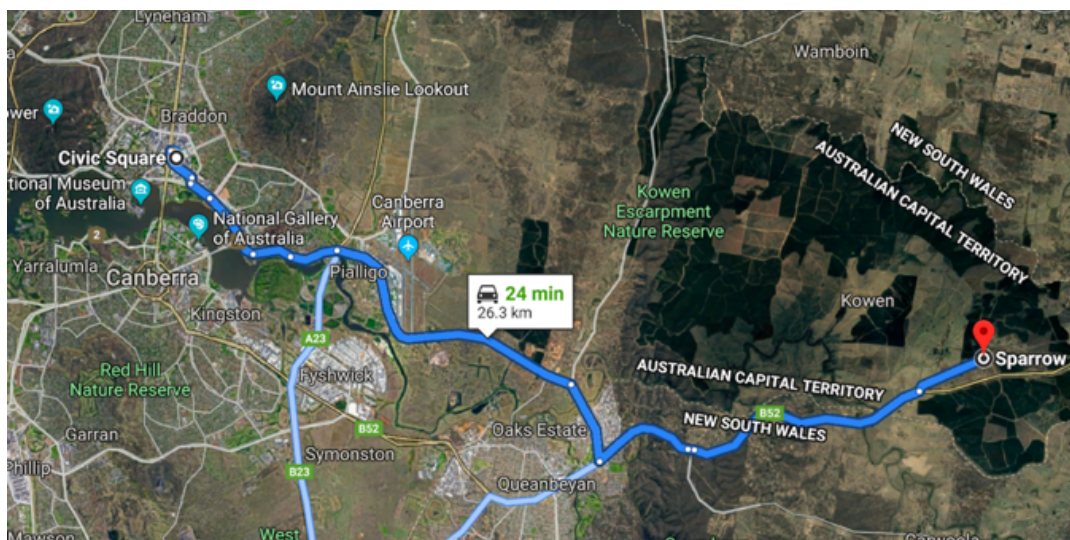 Lyneham
Wamboin
Mount Ainslie Lookout
ower
Braddon
NEW SOUTH WALES
Civic Square
AUSTRALIAN CAPITAL TERRITORY
tional Museum
of Australia
Kowen
Escarpment
Nature Reserve
Canberra
Airport
National Gallery
of Australia
2
Yarralumla
Pialligo
Canberra
24 min
26.3 km
Kowen
Kingston
A23
Sparrow
Red Hill
Nature Reserve
Fyshwick
AUSTRALIAN CAPITAL TERRITORY
B52
NEW SOUTH WALES
Garran
B52
Oaks Estate
Phillip
Symonston
B23
Queanbeyan
West
Mawson
Carwoola